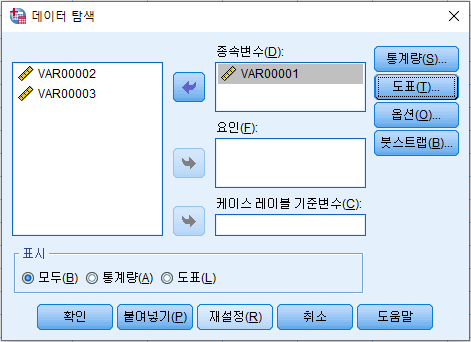 데이터 탐색
종속변수(D):
VAR00002
VAR00003
VAR00001
통계량(S)...
도표(T)...
옵션(O)...
붓스트랩(B)...
요인(F):
케이스 레이블 기준변수(C):
표시
모두(B) 통계량(A) 도표(L)
확인 붙여넣기(P) 재설정(R) 취소 도움말